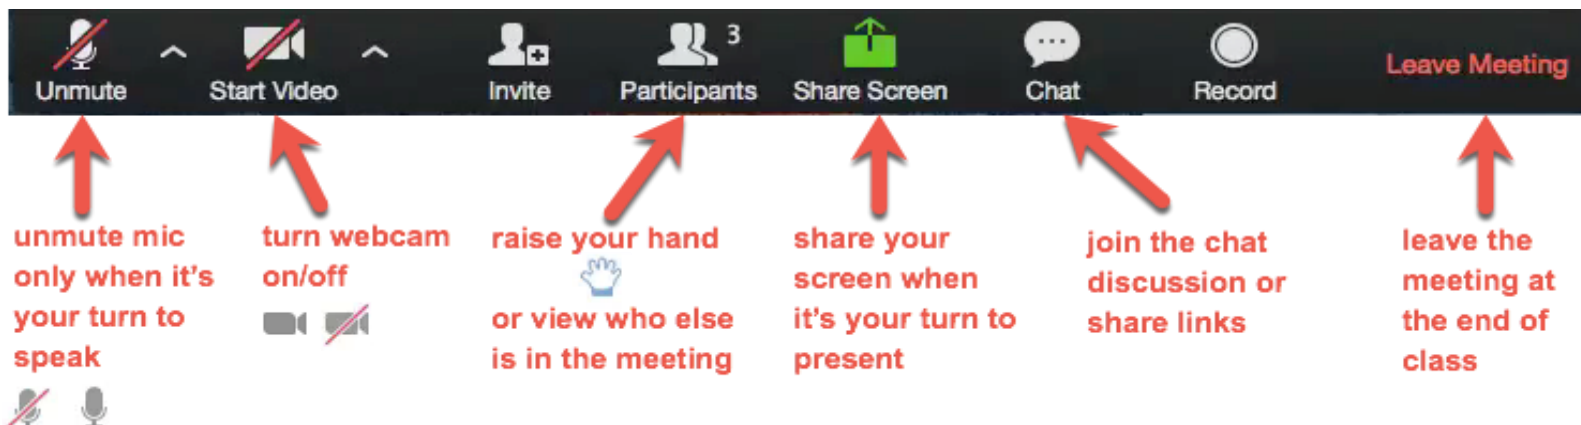 3
Unmute
Start Video
Invite
Participants
Share Screen
Chat
Record
Leave Meeting
unmute mic
only when it's
your turn to
speak
turn webcam
on/off
raise your hand
or view who else
is in the meeting
share your
screen when
it's your turn to
present
join the chat
discussion or
share links
leave the
meeting at
the end of
class